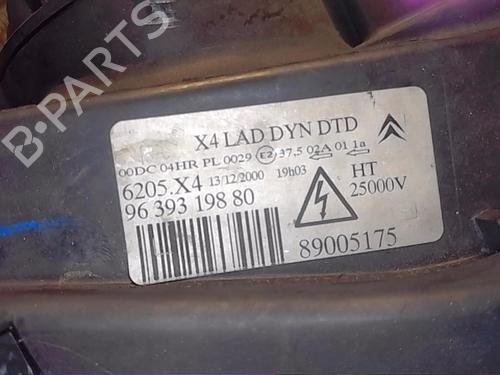 B-PARTS
X4 LAD DYN DTD
00DC 04HR PL 0029 E2 37.5 02A 01 1a
6205.X4 13/12/2000 19h03
HT
96 393 198 80
25000V
89005175